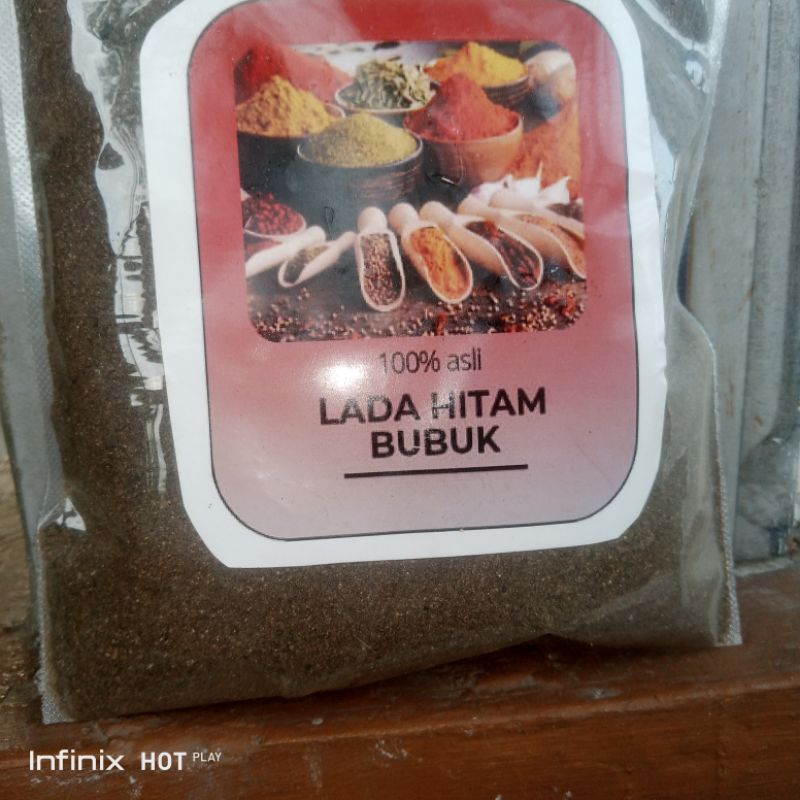 100% asli
LADA HITAM
BUBUK
Infinix HOT PLAY